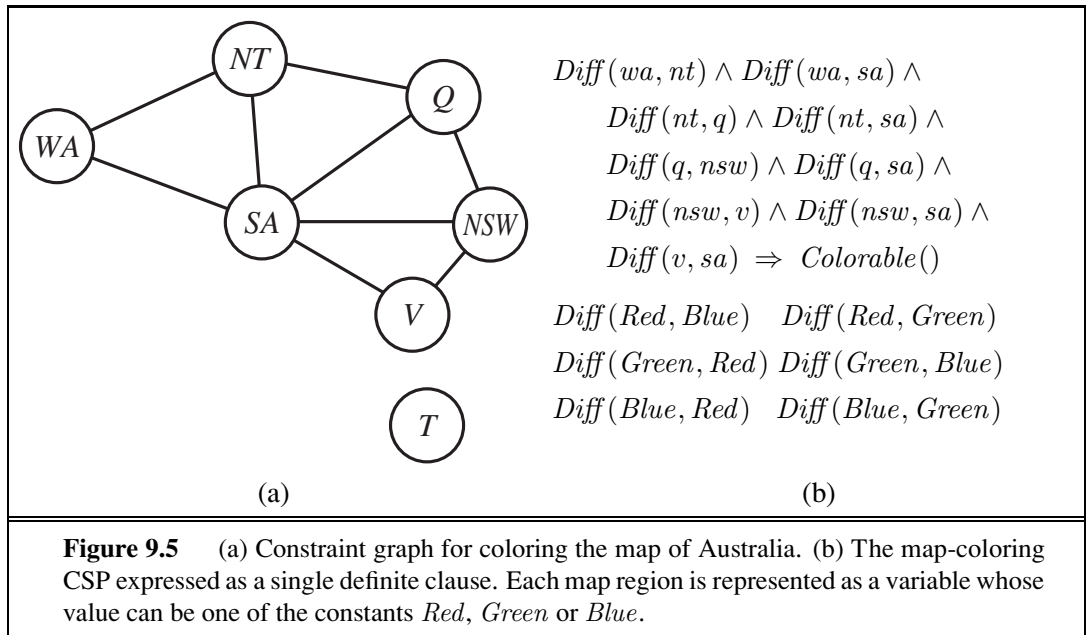 NT
Q
WA
SA
NSW
V
T
(a)
Diff(wa, nt) ∧ Diff(wa, sa) ∧
Diff(nt, q) ∧ Diff(nt, sa) ∧
Diff(q, nsw) ∧ Diff(q, sa) ∧
Diff(nsw, v) ∧ Diff(nsw, sa) ∧
Diff(v, sa) ⇒ Colorable()
Diff(Red, Blue) Diff(Red, Green)
Diff(Green, Red) Diff(Green, Blue)
Diff(Blue, Red) Diff(Blue, Green)
(b)
Figure 9.5 (a) Constraint graph for coloring the map of Australia. (b) The map-coloring
CSP expressed as a single definite clause. Each map region is represented as a variable whose
value can be one of the constants Red, Green or Blue.